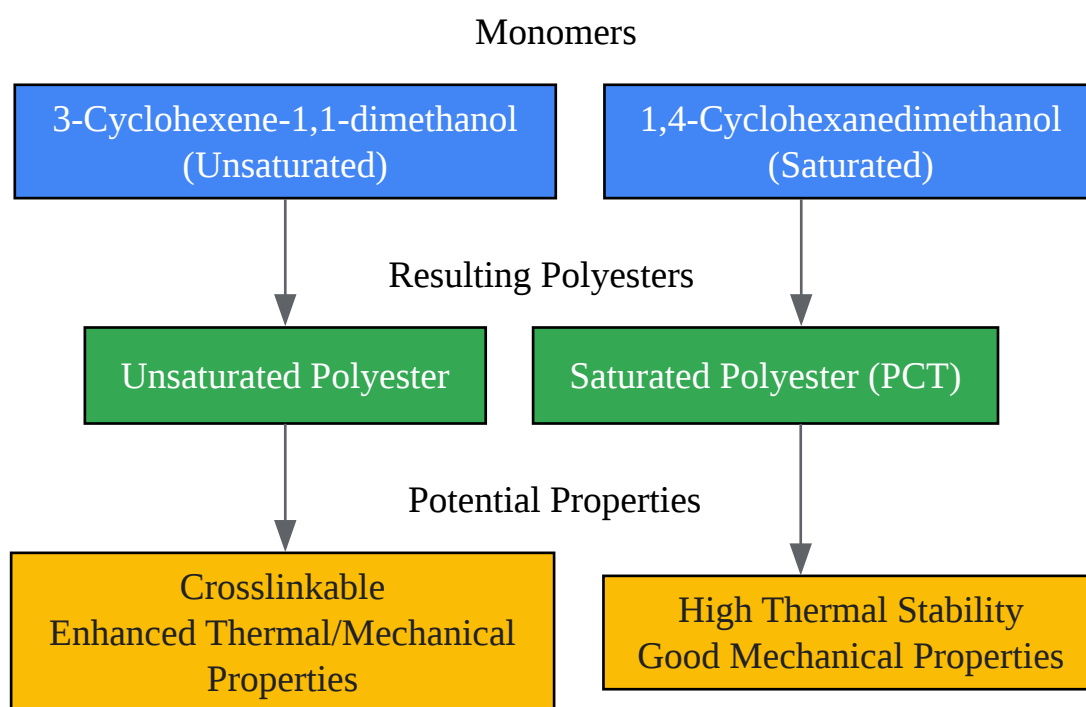 Monomers
3-Cyclohexene-1,1-dimethanol
(Unsaturated)
1,4-Cyclohexanedimethanol
(Saturated)
Resulting Polyesters
Unsaturated Polyester
Saturated Polyester (PCT)
Potential Properties
Crosslinkable
Enhanced Thermal/Mechanical
Properties
High Thermal Stability
Good Mechanical Properties